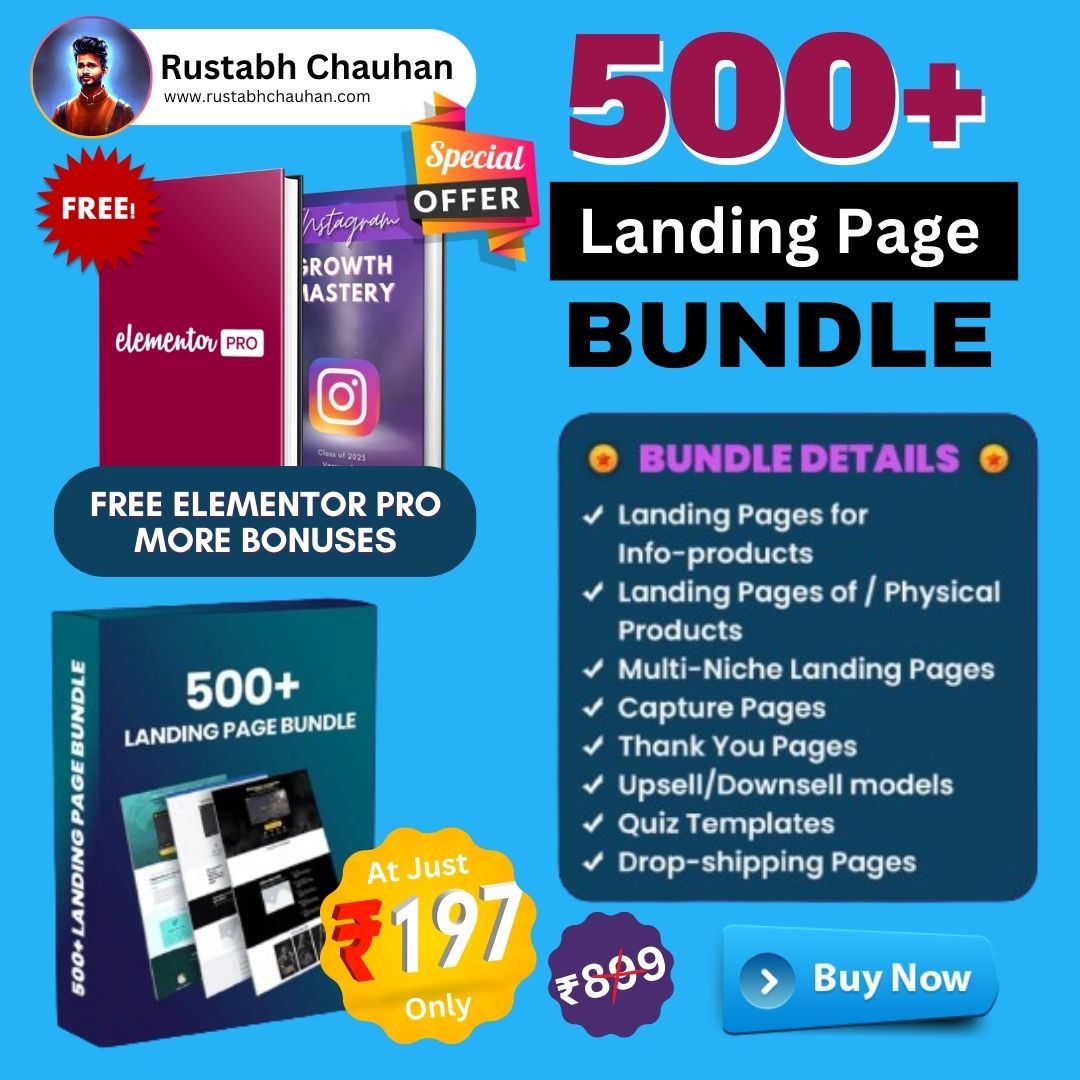 Rustabh Chauhan
www.rustabhchauhan.com
500+
Landing Page
BUNDLE
Special
OFFER
FREE!
elementor PRO
Instagram
GROWTH
MASTERY
Class of 2025
FREE ELEMENTOR PRO
MORE BONUSES
BUNDLE DETAILS
✓ Landing Pages for
Info-products
✓ Landing Pages of / Physical
Products
✓ Multi-Niche Landing Pages
✓ Capture Pages
✓ Thank You Pages
✓ Upsell/Downsell models
✓ Quiz Templates
✓ Drop-shipping Pages
500+
LANDING PAGE BUNDLE
500+ LANDING PAGE BUNDLE
At Just
₹197
Only
₹899
Buy Now